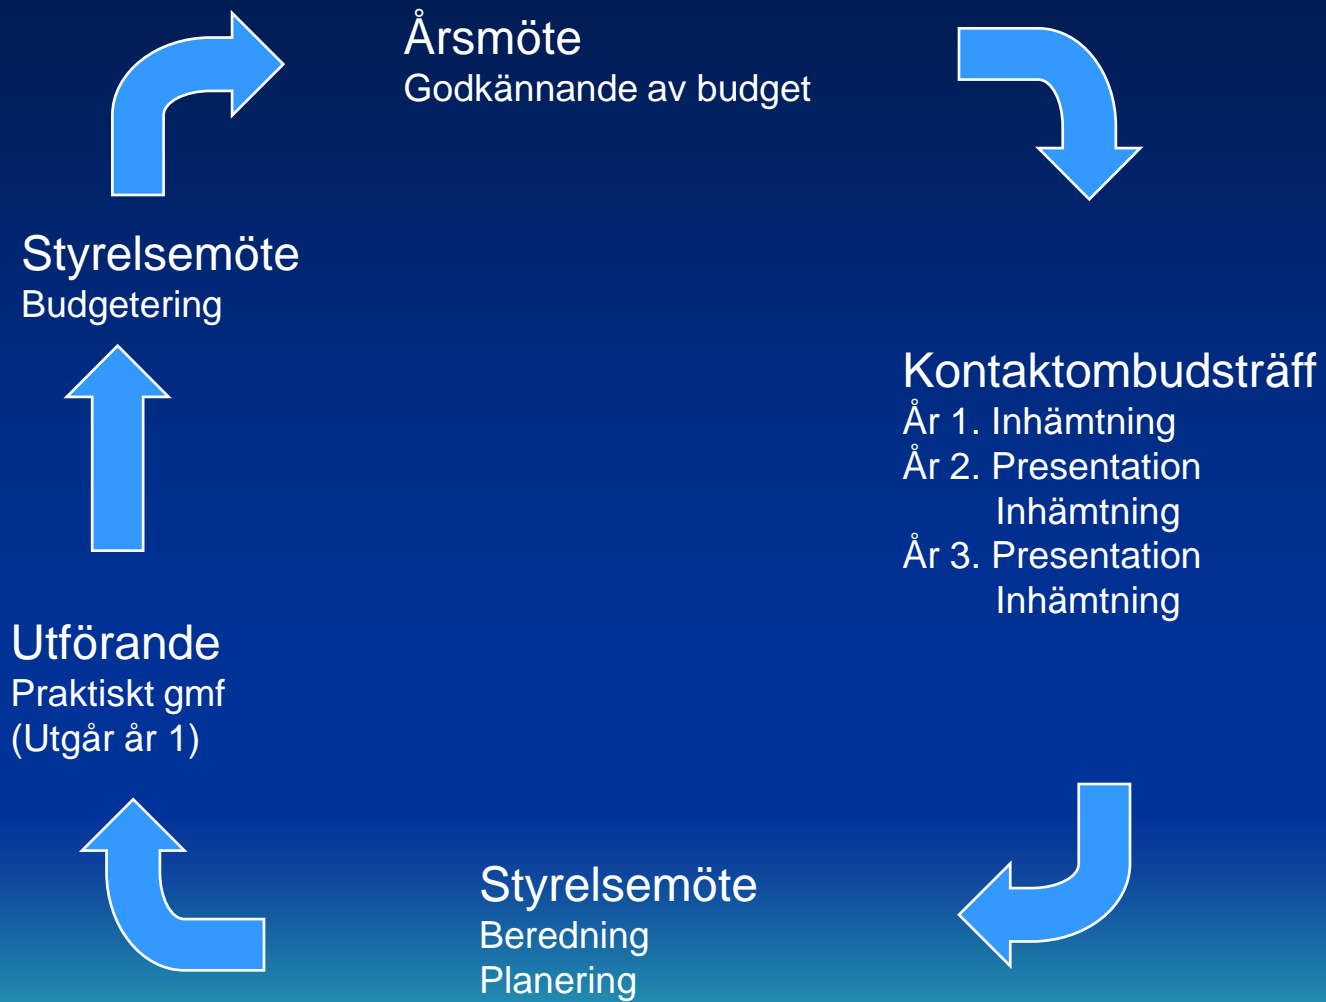 Årsmöte
Godkännande av budget
Styrelsemöte
Budgetering
Kontaktombudsträff
År 1. Inhämtning
År 2. Presentation
Inhämtning
År 3. Presentation
Inhämtning
Utförande
Praktiskt gmf
(Utgår år 1)
Styrelsemöte
Beredning
Planering